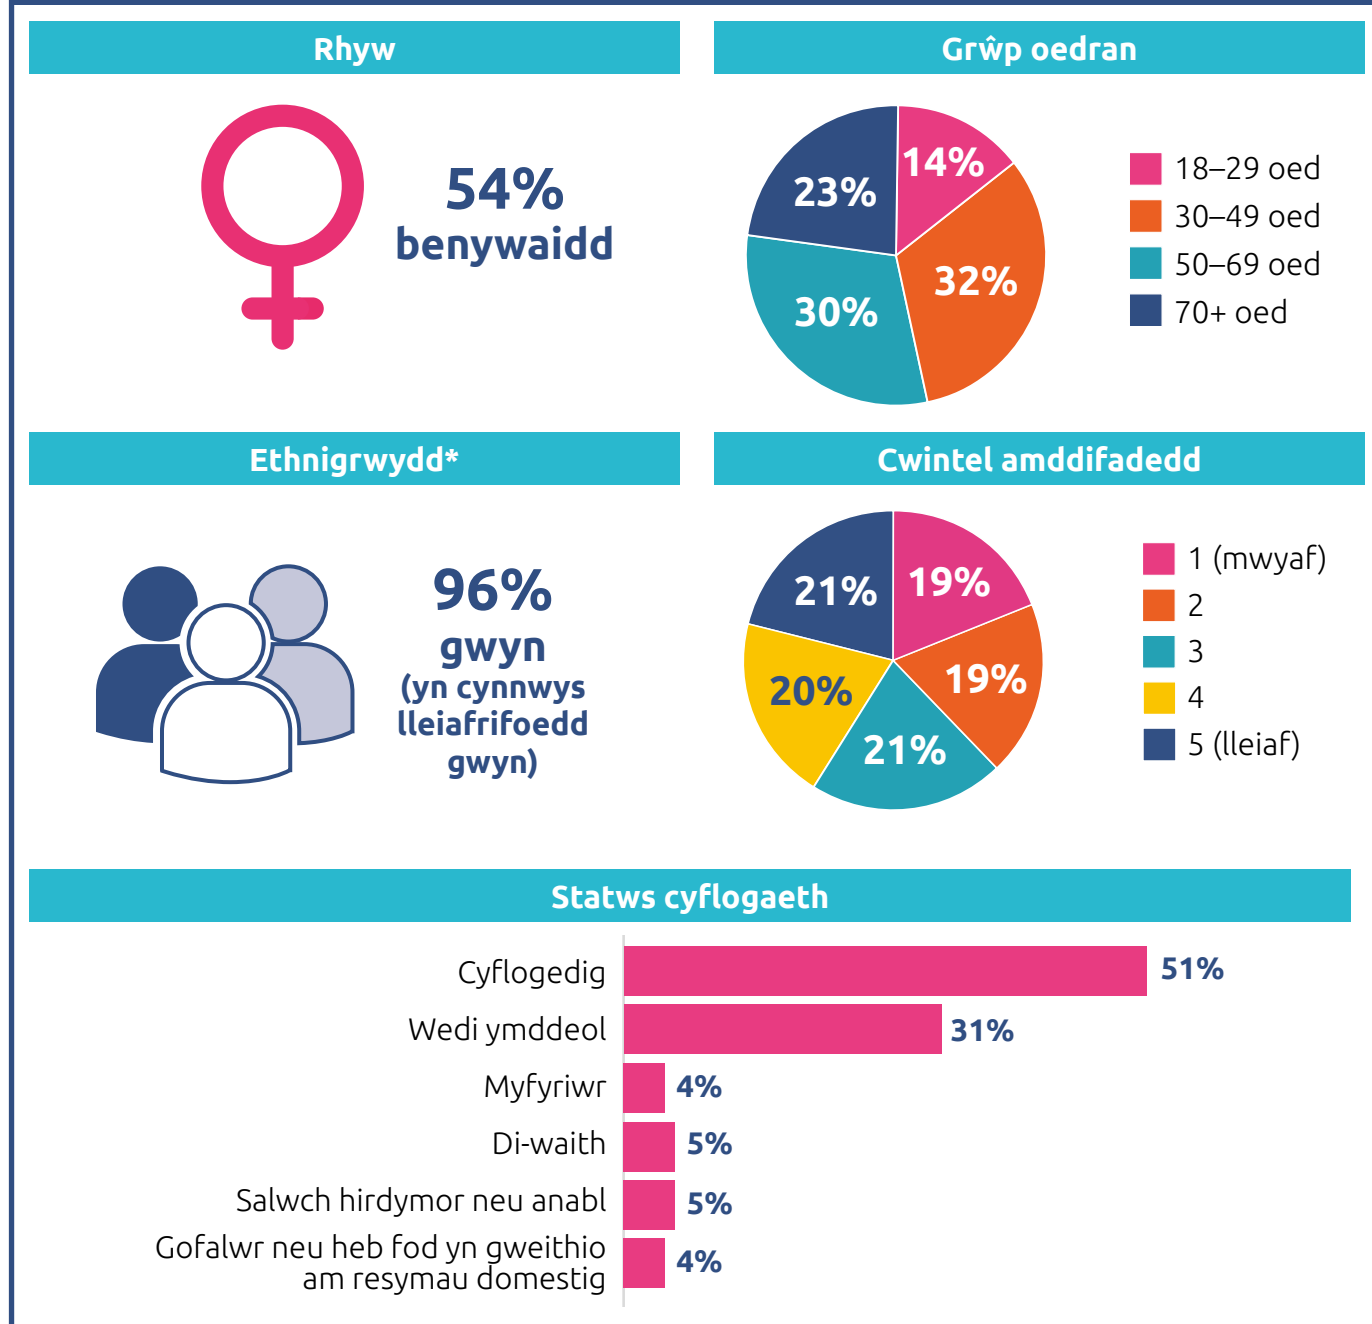 Rhyw
54%
benywaidd
Grŵp oedran
14%
32%
30%
23%
18–29 oed
30–49 oed
50–69 oed
70+ oed
Ethnigrwydd*
96%
gwyn
(yn cynnwys
lleiafrifoedd
gwyn)
Cwintel amddifadedd
19%
19%
21%
20%
21%
1 (mwyaf)
2
3
4
5 (lleiaf)
Statws cyflogaeth
Cyflogedig 51%
Wedi ymddeol 31%
Myfyriwr 4%
Di-waith 5%
Salwch hirdymor neu anabl 5%
Gofalwr neu heb fod yn gweithio
am resymau domestig 4%